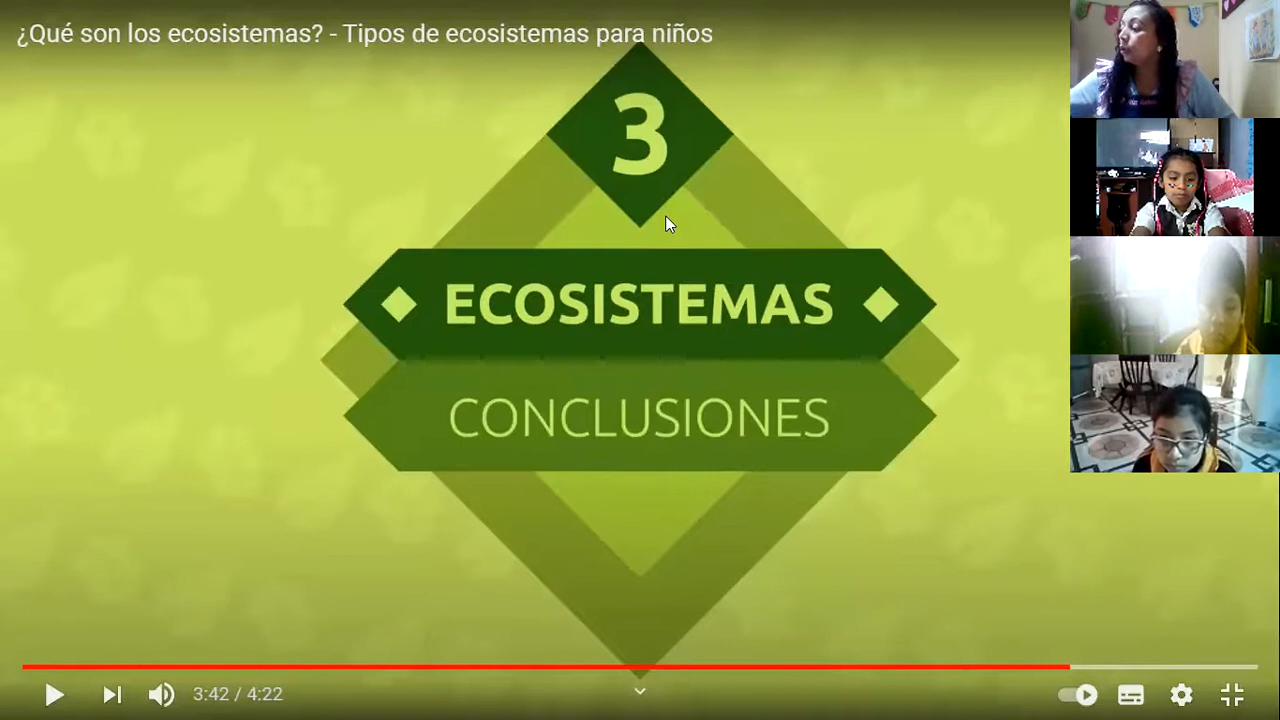 ¿Qué son los ecosistemas? - Tipos de ecosistemas para niños
3
ECOSISTEMAS
CONCLUSIONES
3:42 / 4:22